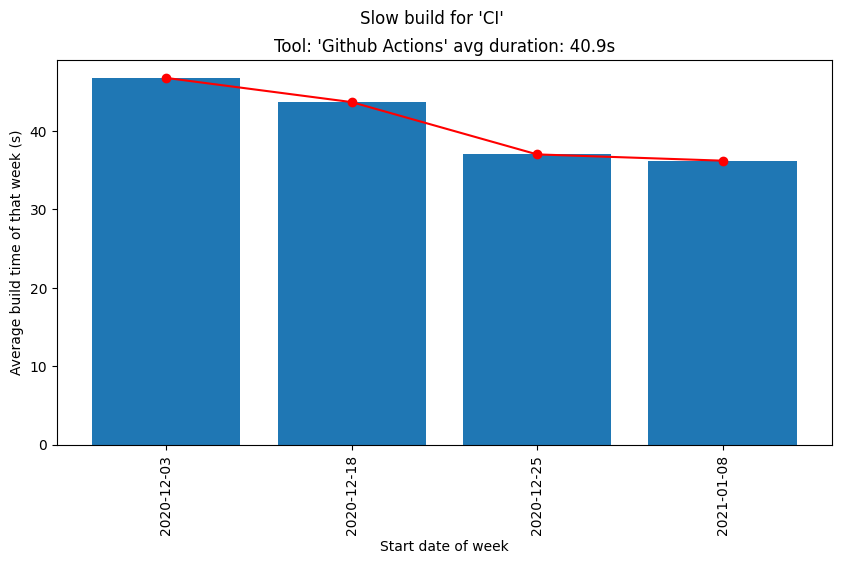 Slow build for 'CI'
Tool: 'Github Actions' avg duration: 40.9s
Average build time of that week (s)
40
30
20
10
0
2020-12-03
2020-12-18
2020-12-25
2021-01-08
Start date of week